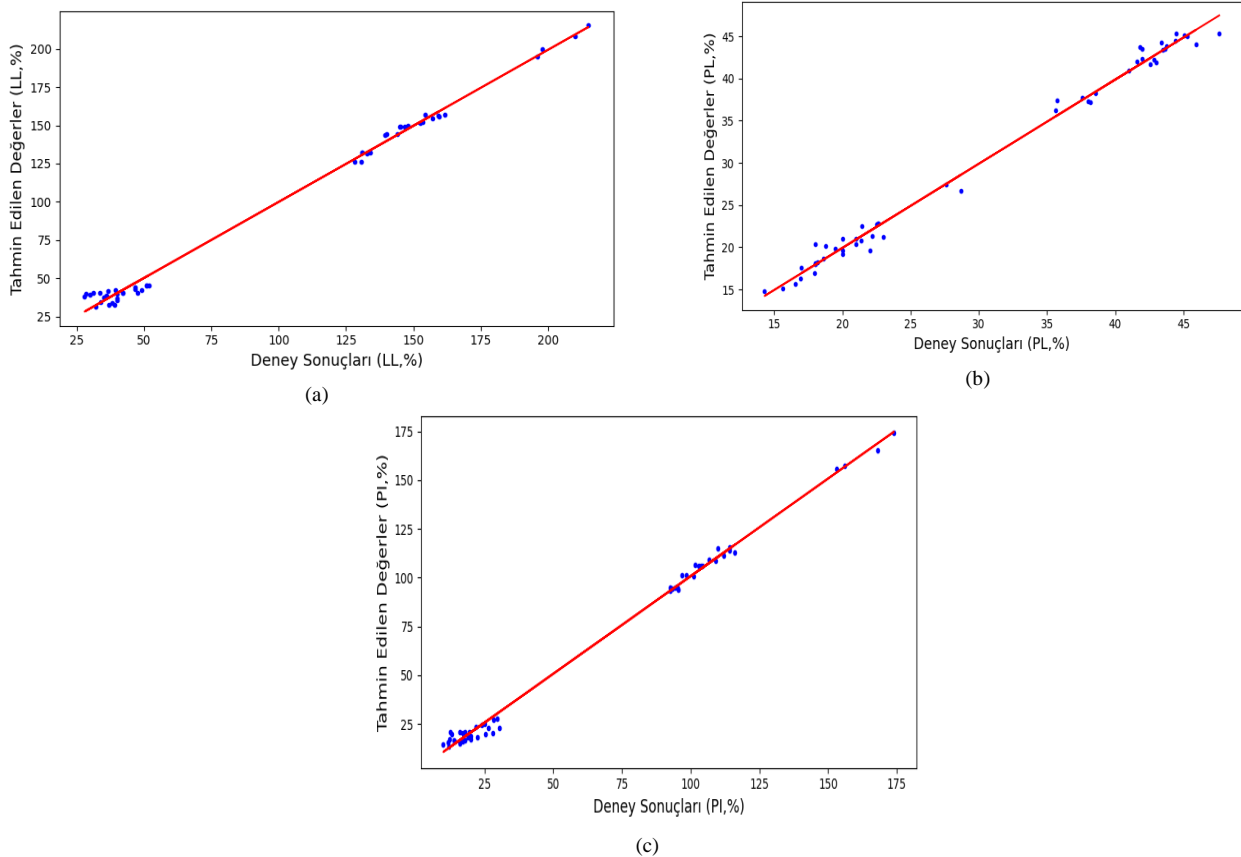 Tahmin Edilen Değerler (LL,%)
200
175
150
125
100
75
50
25
25 50 75 100 125 150 175 200
Deney Sonuçları (LL,%)
(a)
Tahmin Edilen Değerler (PL,%)
45
40
35
30
25
20
15
15 20 25 30 35 40 45
Deney Sonuçları (PL,%)
(b)
Tahmin Edilen Değerler (PI,%)
175
150
125
100
75
50
25
25 50 75 100 125 150 175
Deney Sonuçları (PI,%)
(c)